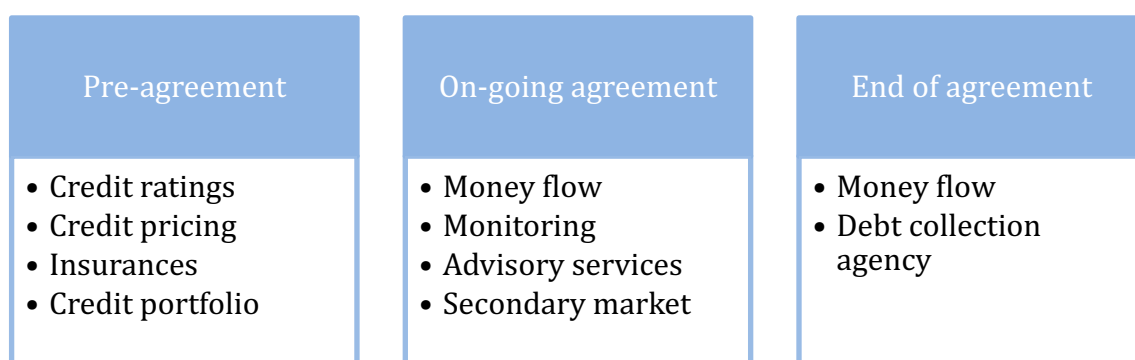 Pre-agreement
• Credit ratings
• Credit pricing
• Insurances
• Credit portfolio
On-going agreement
• Money flow
• Monitoring
• Advisory services
• Secondary market
End of agreement
• Money flow
• Debt collection
agency